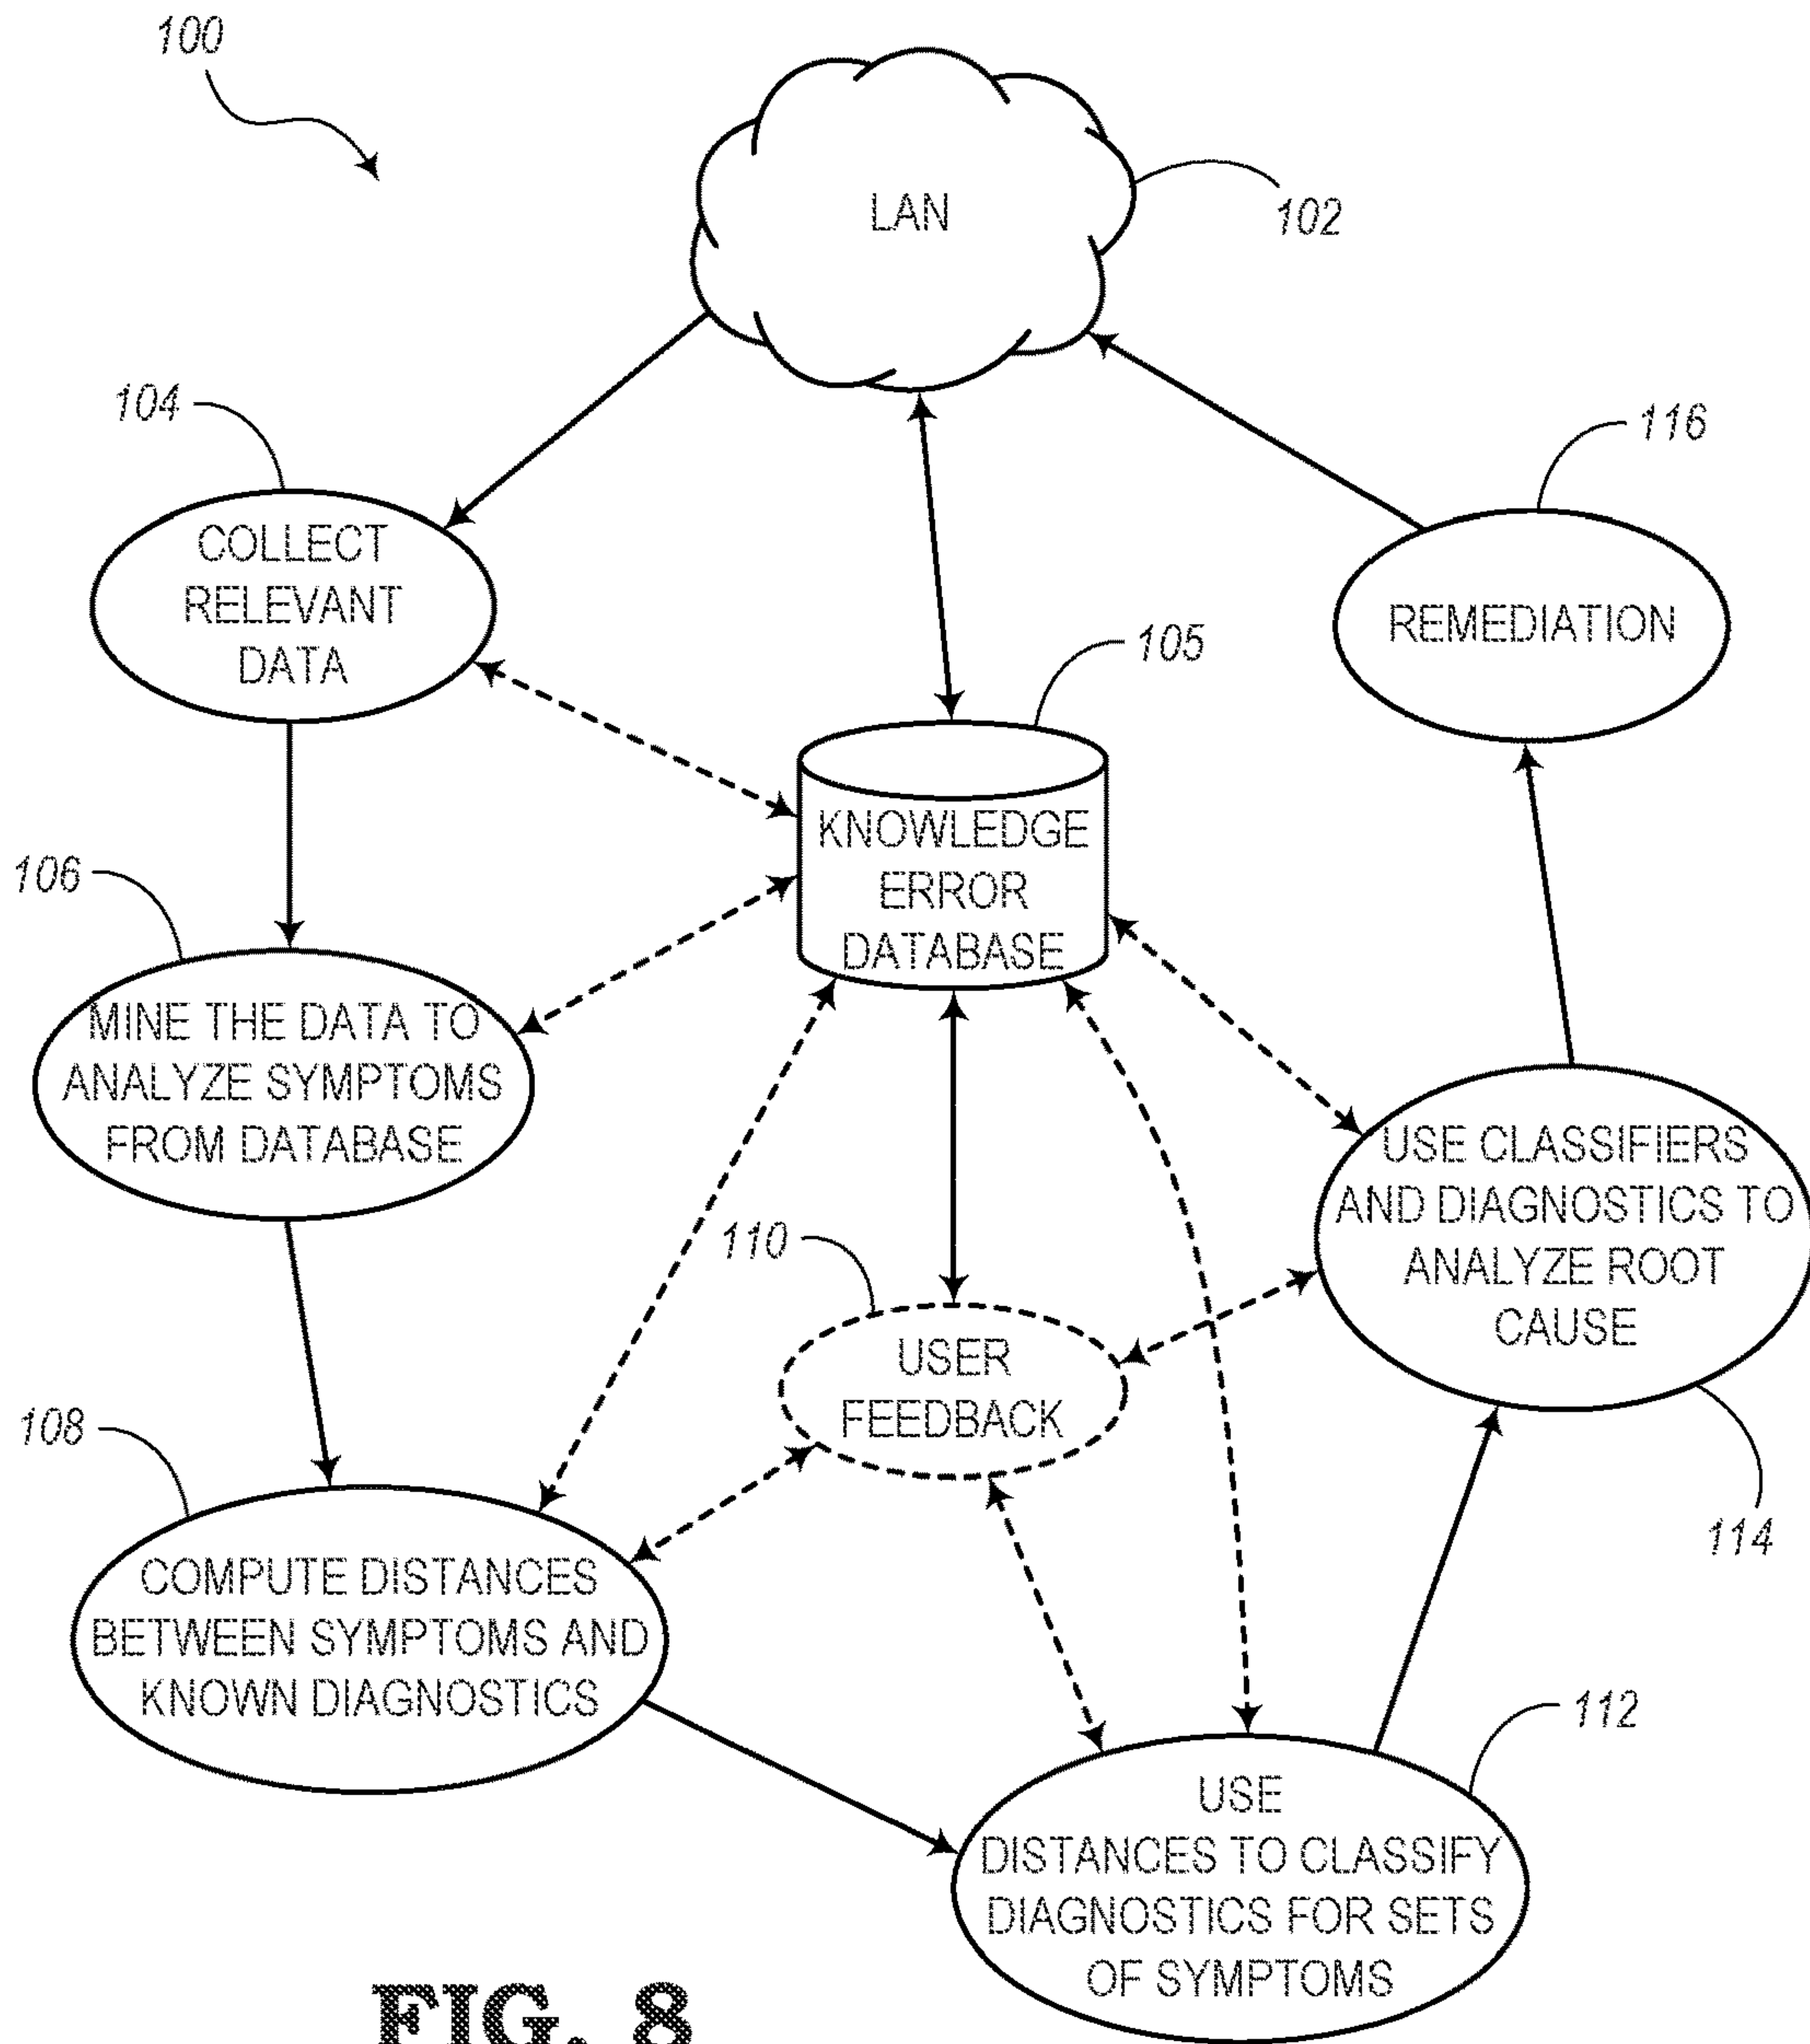 100
LAN
102
104
COLLECT
RELEVANT
DATA
116
REMEDIATION
105
KNOWLEDGE
ERROR
DATABASE
106
MINE THE DATA TO
ANALYZE SYMPTOMS
FROM DATABASE
USE CLASSIFIERS
AND DIAGNOSTICS TO
ANALYZE ROOT
CAUSE
114
110
USER
FEEDBACK
108
COMPUTE DISTANCES
BETWEEN SYMPTOMS AND
KNOWN DIAGNOSTICS
112
USE
DISTANCES TO CLASSIFY
DIAGNOSTICS FOR SETS
OF SYMPTOMS
FIG. 8